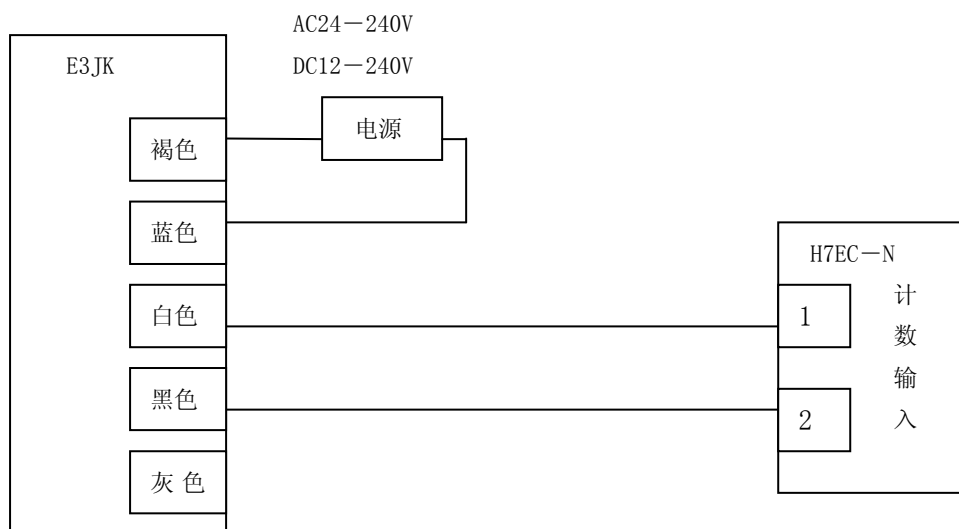 AC24－240V
DC12－240V
E3JK
电源
褐色
蓝色
白色
黑色
灰 色
H7EC－N
1
2
计
数
输
入